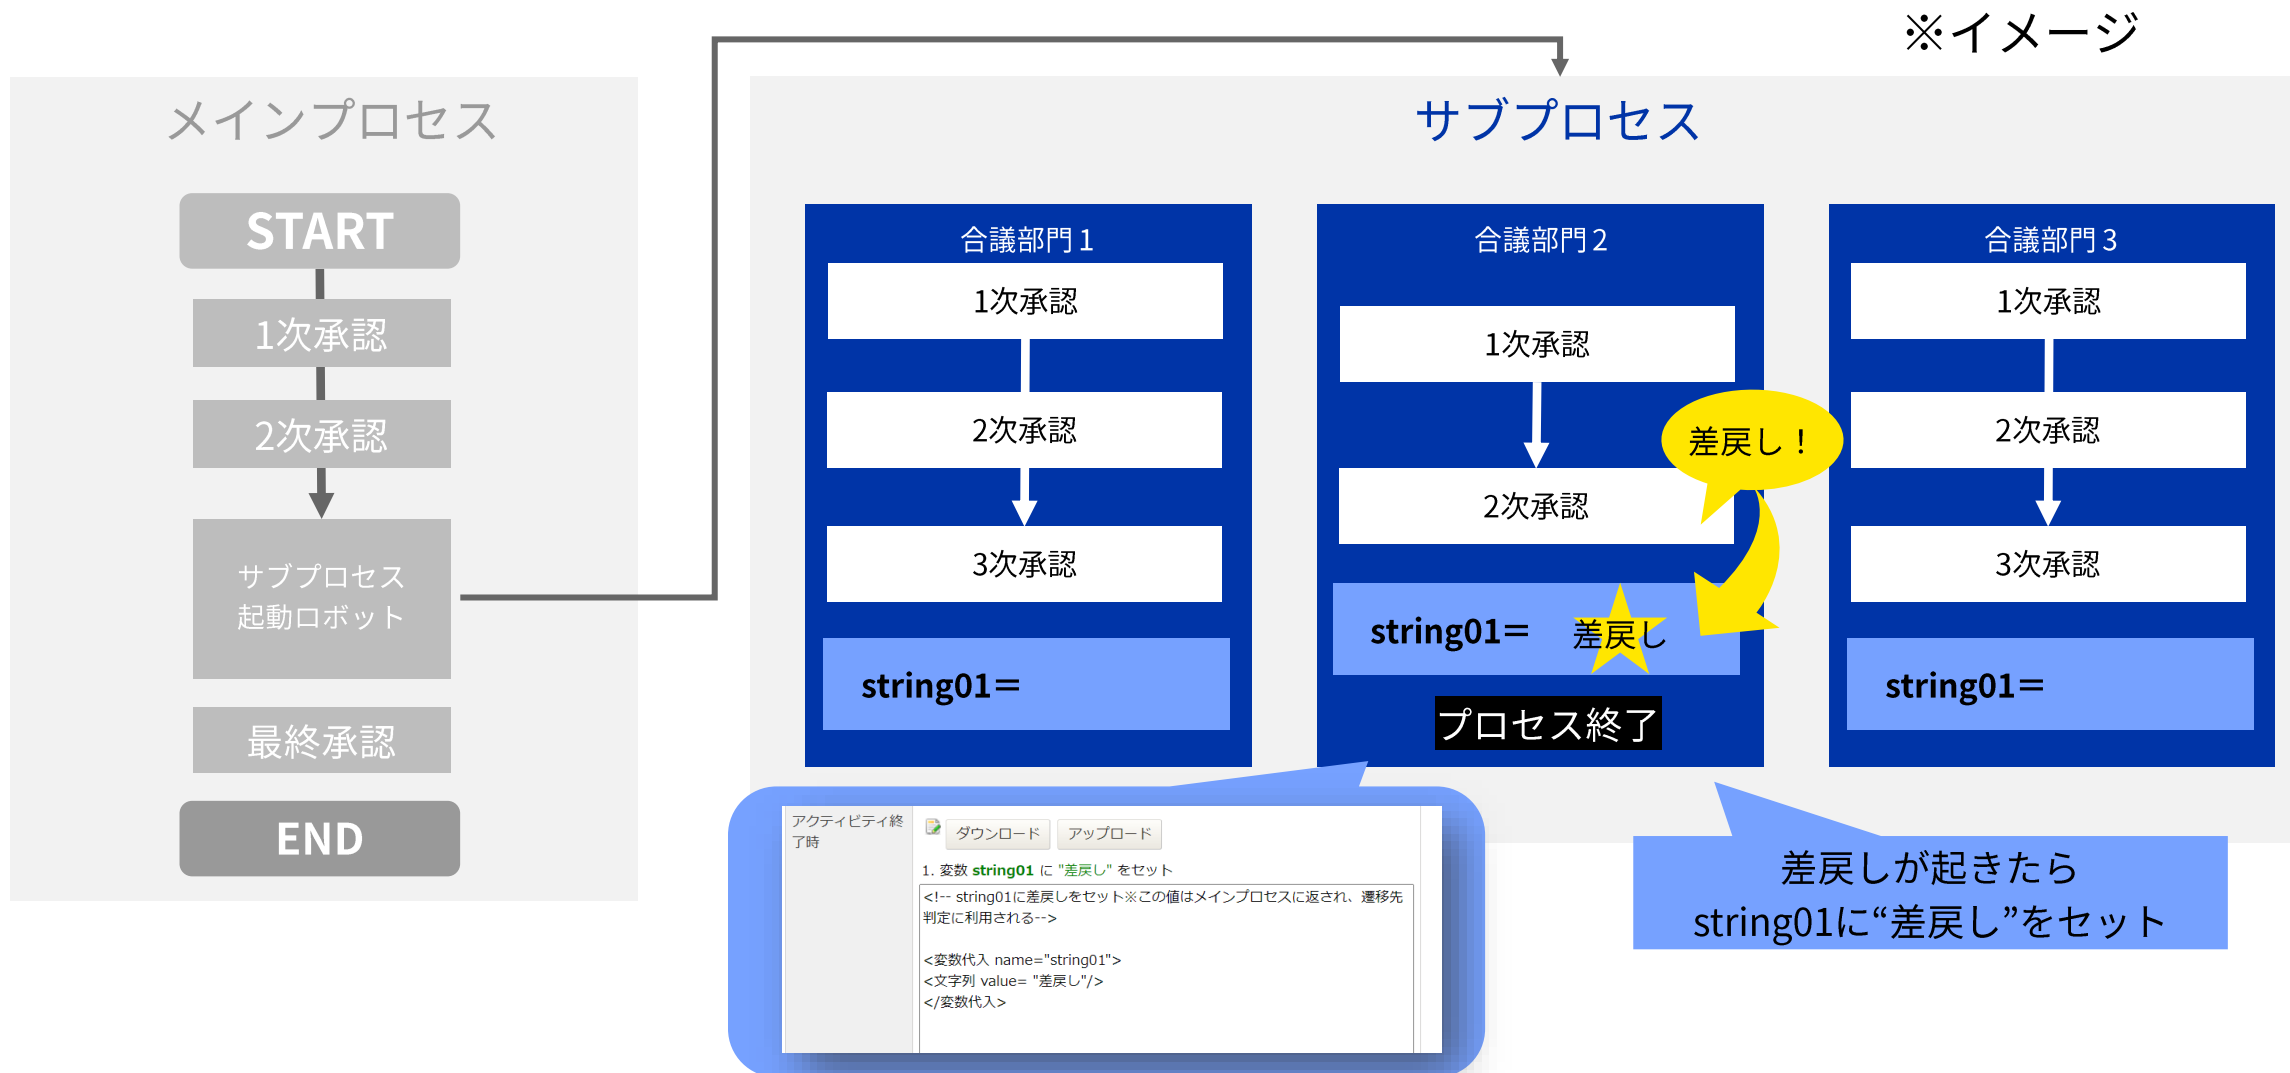 ※イメージ
メインプロセス
START
1次承認
2次承認
サブプロセス
起動ロボット
最終承認
END
サブプロセス
合議部門1
1次承認
2次承認
3次承認
string01＝
合議部門2
1次承認
差戻し！
2次承認
string01＝ 差戻し
プロセス終了
合議部門3
1次承認
2次承認
3次承認
string01＝
アクティビティ終
了時
ダウンロード アップロード
1. 変数 string01 に "差戻し" をセット
<!-- string01に差戻しをセット※この値はメインプロセスに返され、遷移先
判定に利用される-->
<変数代入 name="string01">
<文字列 value= "差戻し"/>
</変数代入>
差戻しが起きたら
string01に“差戻し”をセット